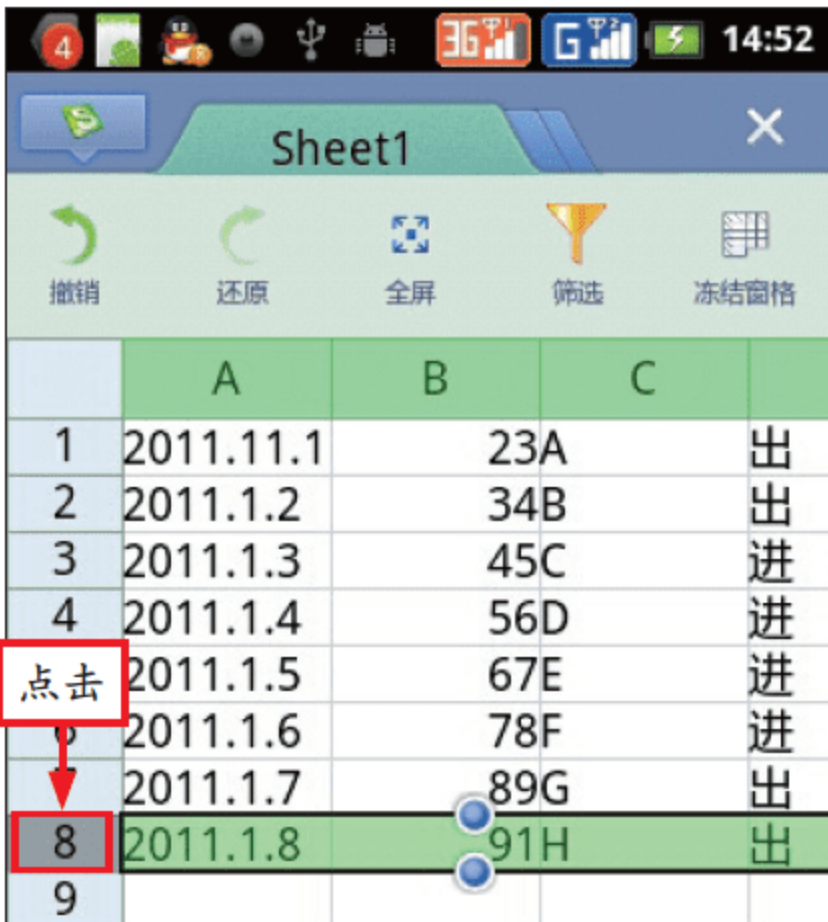 4 3G G 14:52
Sheet1
撤销 还原 全屏 筛选 冻结窗格
A B C
1 2011.11.1 23 A 出
2 2011.1.2 34 B 出
3 2011.1.3 45 C 进
4 2011.1.4 56 D 进
点击 2011.1.5 67 E 进
6 2011.1.6 78 F 进
2011.1.7 89 G 出
8 2011.1.8 91 H 出
9